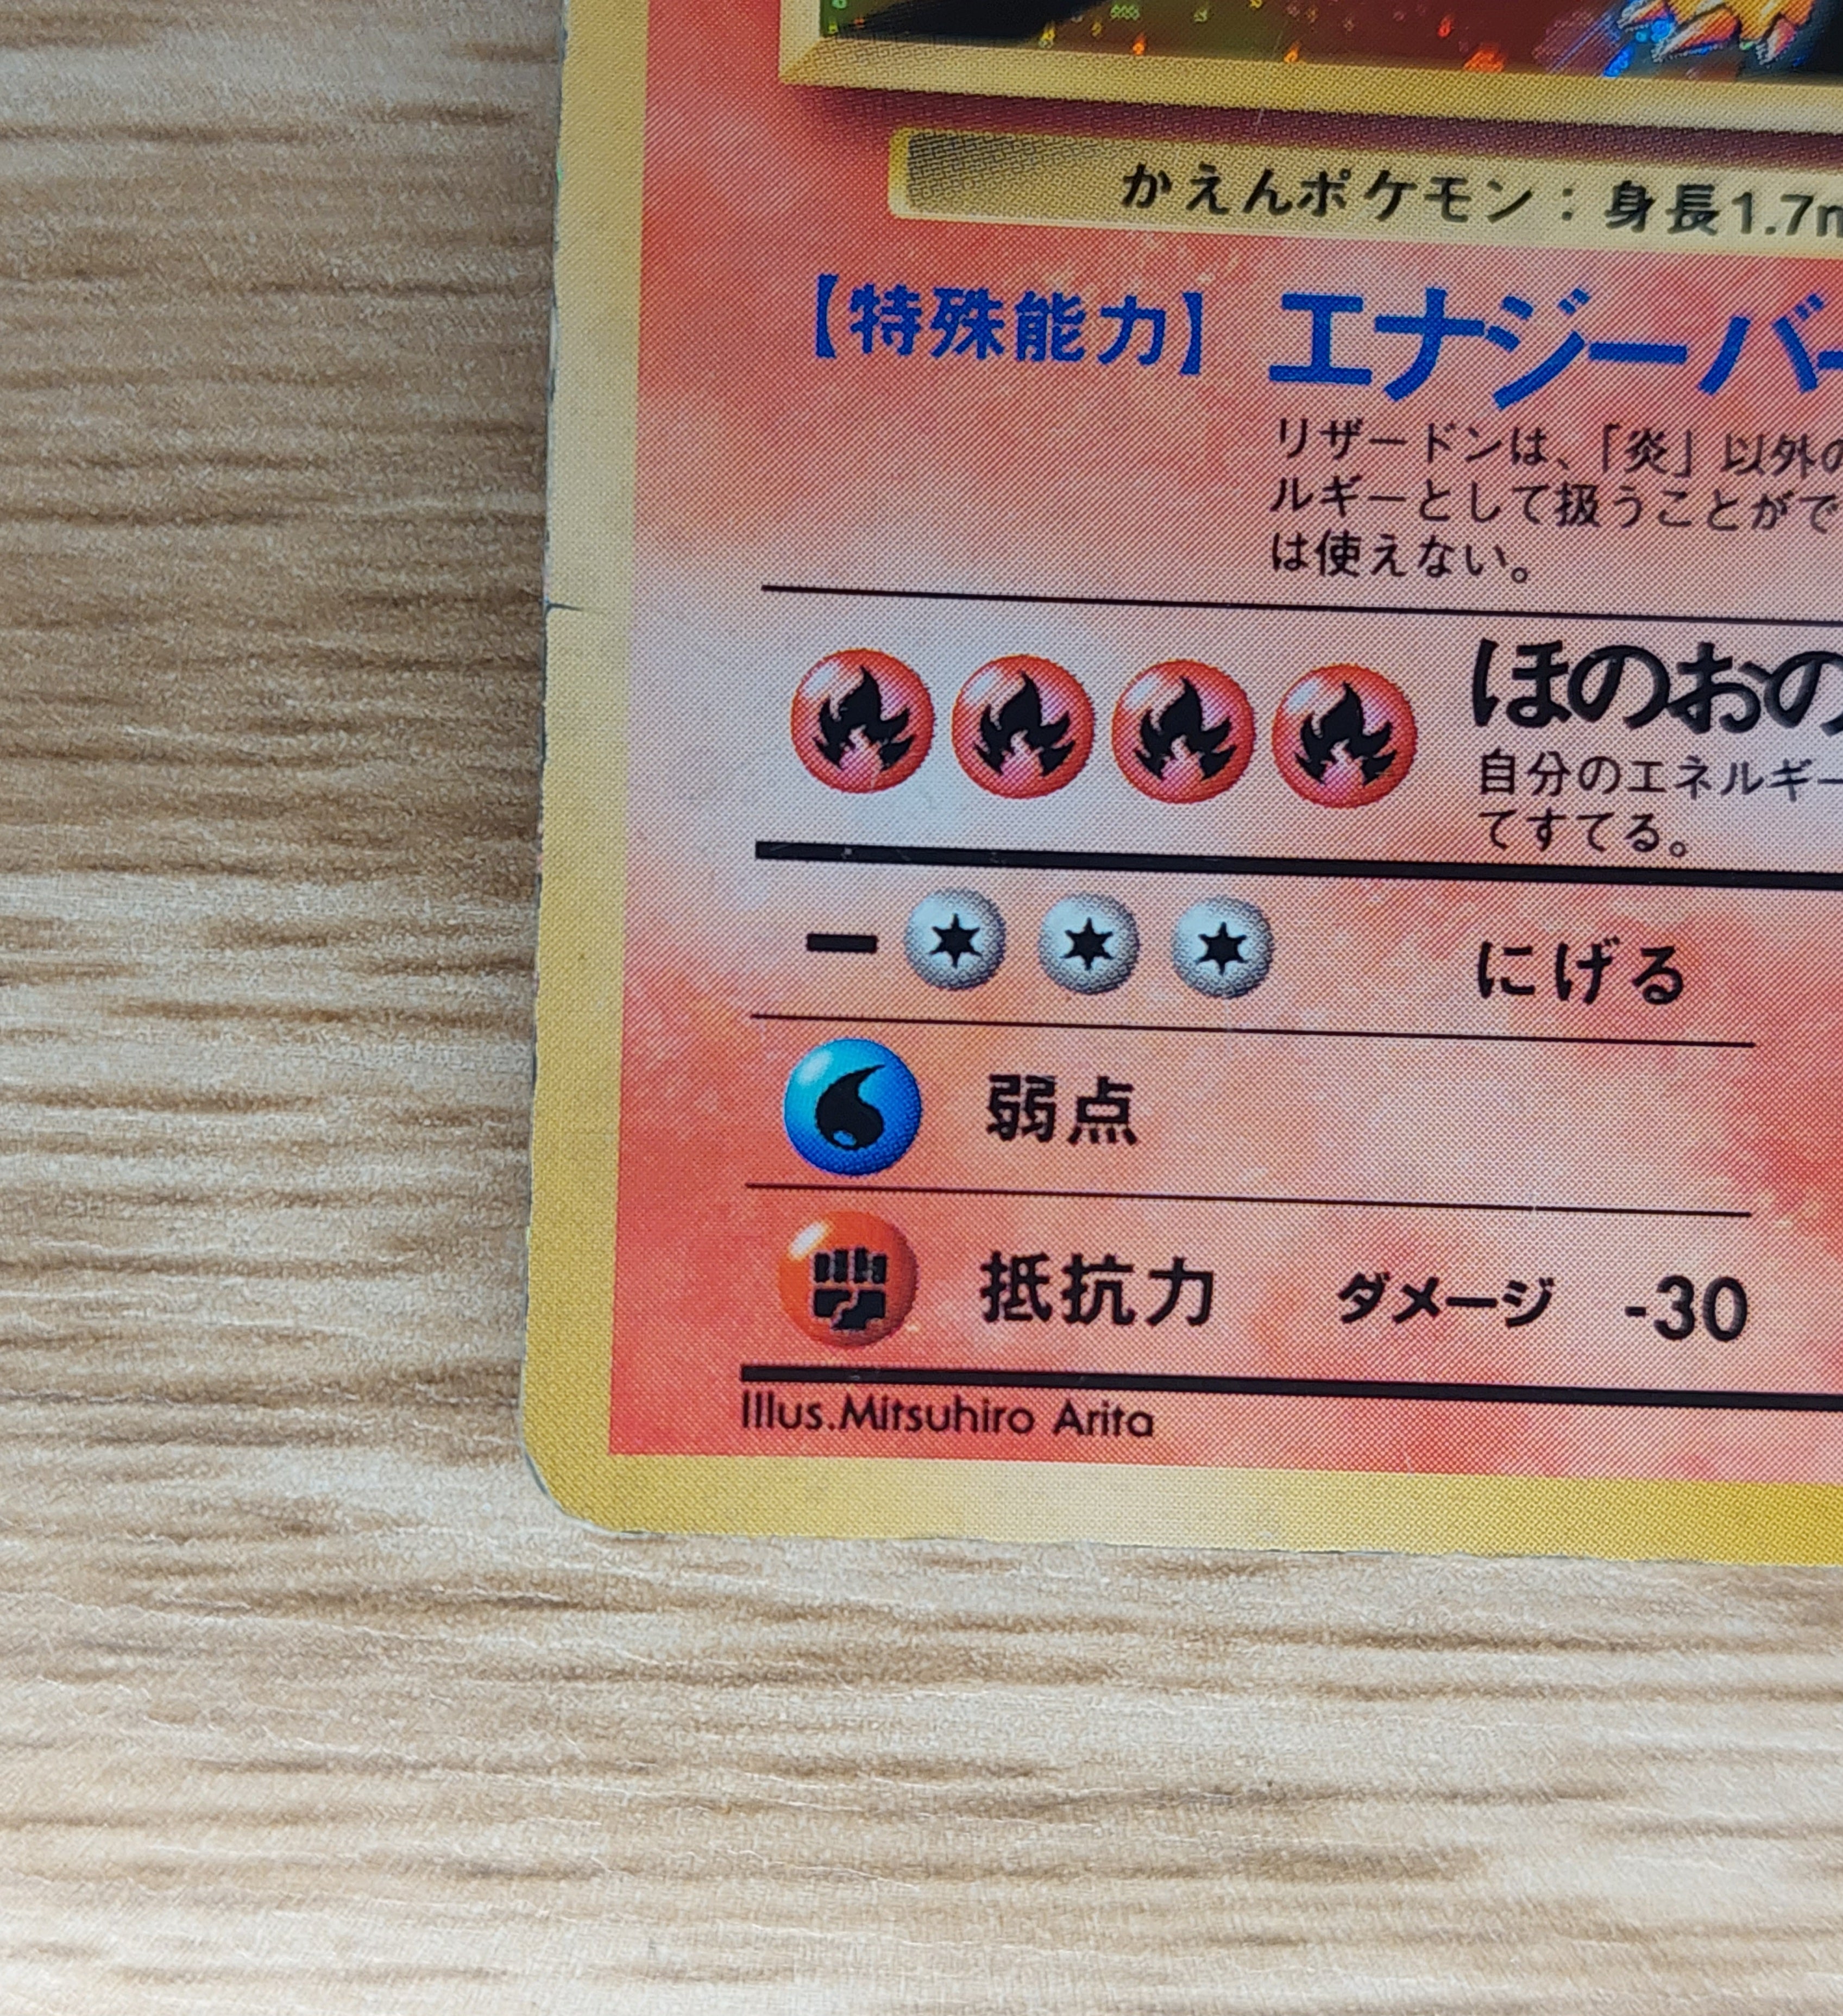 かえんポケモン：身長1.7m
【特殊能力】 エナジーバー
リザードンは、「炎」以外の
ルギーとして扱うことがで
は使えない。
ほのおの
自分のエネルギー
てすてる。
にげる
弱点
抵抗力 ダメージ -30
Illus.Mitsuhiro Arita